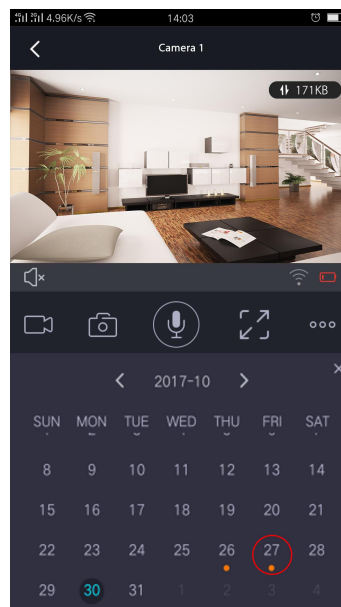 4G 2G 4.96K/s 14:03
Camera 1
171KB
2017-10
SUN MON TUE WED THU FRI SAT
8 9 10 11 12 13 14
15 16 17 18 19 20 21
22 23 24 25 26 27 28
29 30 31 1 2 3 4